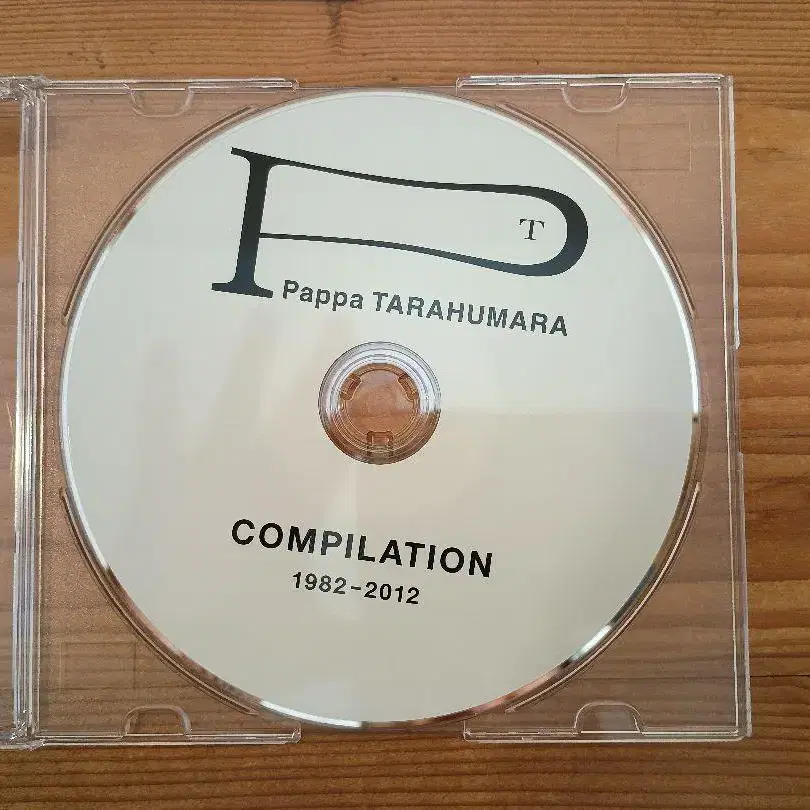 P
T
Pappa TARAHUMARA
COMPILATION
1982-2012